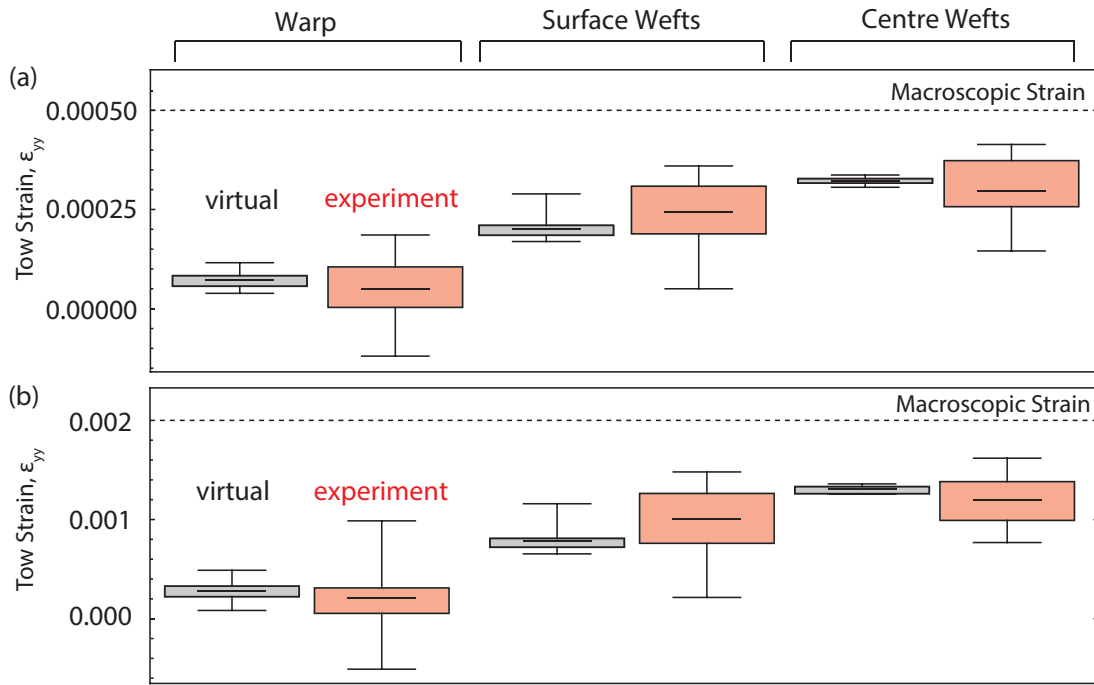 Warp
Surface Wefts
Centre Wefts
(a)
Macroscopic Strain
0.00050
virtual
experiment
0.00025
0.00000
Tow Strain, εyy
(b)
Macroscopic Strain
0.002
virtual
experiment
0.001
0.000
Tow Strain, εyy